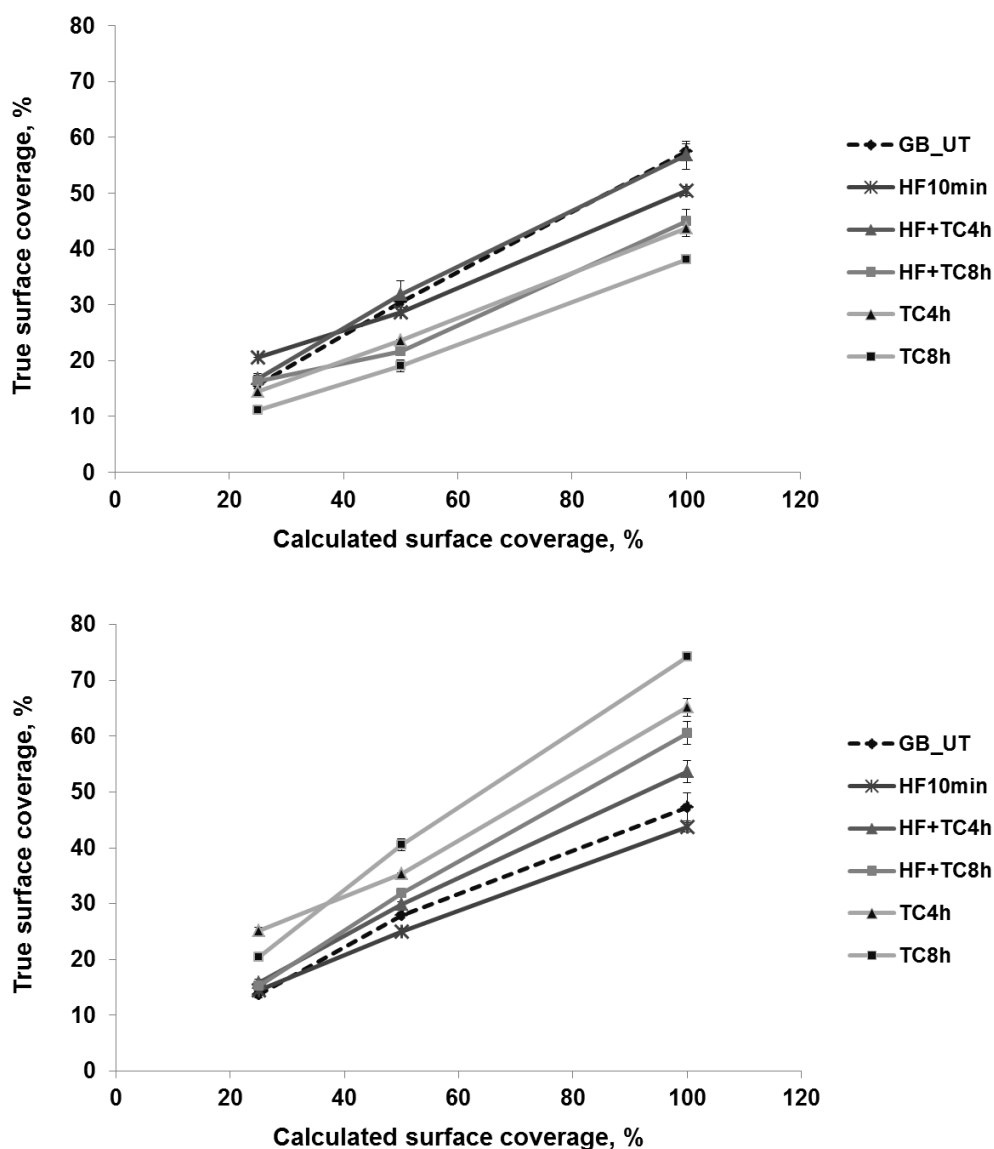 80
70
60
50
40
30
20
10
0
True surface coverage, %
0 20 40 60 80 100 120
Calculated surface coverage, %
GB_UT
HF10min
HF+TC4h
HF+TC8h
TC4h
TC8h
80
70
60
50
40
30
20
10
0
True surface coverage, %
0 20 40 60 80 100 120
Calculated surface coverage, %
GB_UT
HF10min
HF+TC4h
HF+TC8h
TC4h
TC8h